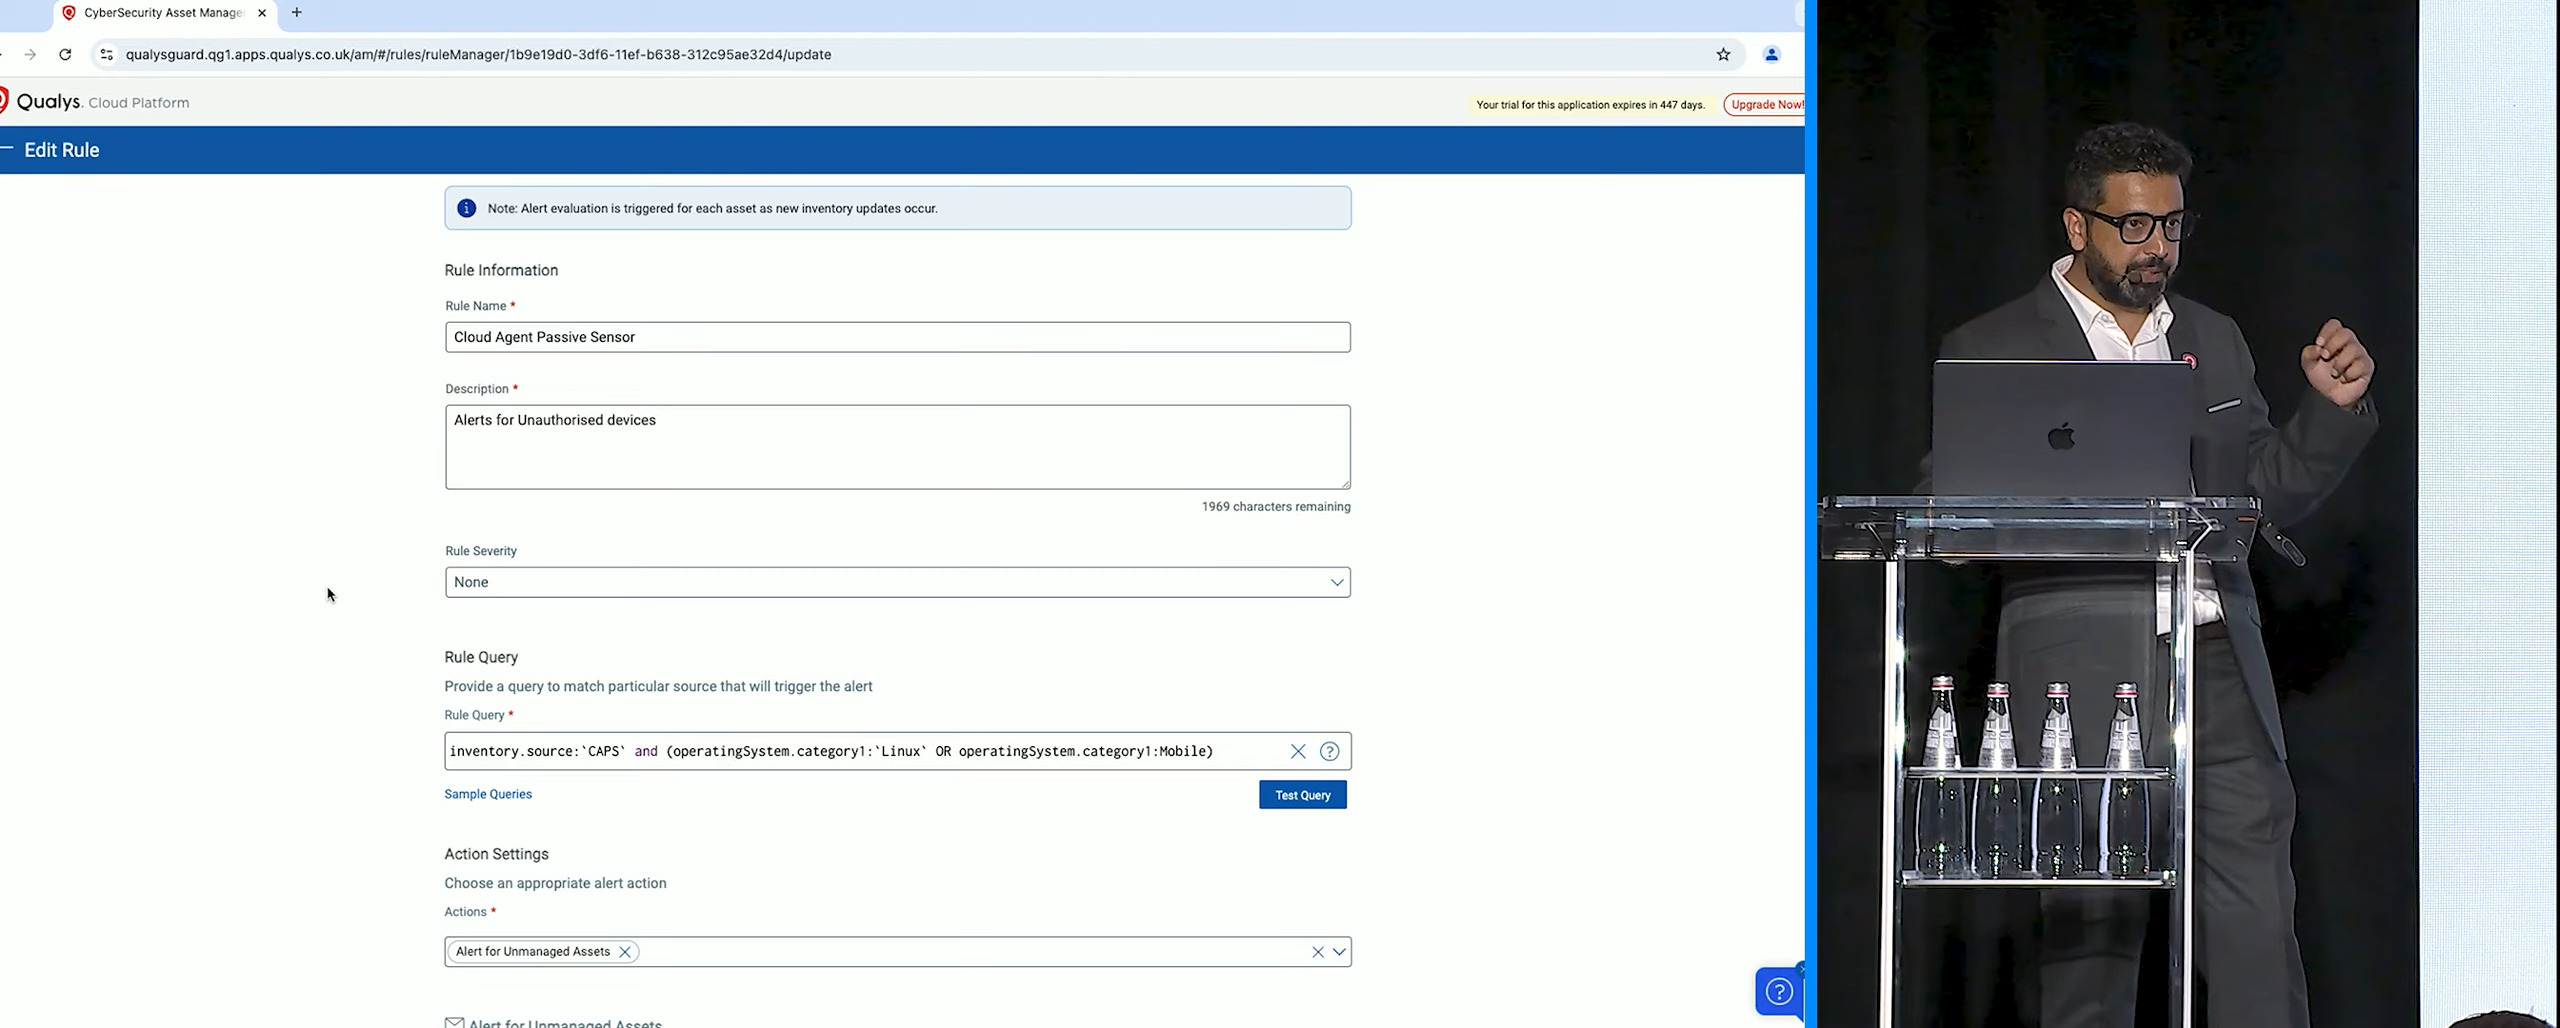 CyberSecurity Asset Manage
qualysguard.qg1.apps.qualys.co.uk/am/#/rules/ruleManager/1b9e19d0-3df6-11ef-b638-312c95ae32d4/update
Qualys. Cloud Platform
Your trial for this application expires in 447 days.
Upgrade Now!
Edit Rule
Note: Alert evaluation is triggered for each asset as new inventory updates occur.
Rule Information
Rule Name *
Cloud Agent Passive Sensor
Description *
Alerts for Unauthorised devices
1969 characters remaining
Rule Severity
None
Rule Query
Provide a query to match particular source that will trigger the alert
Rule Query *
inventory.source:`CAPS` and (operatingSystem.category1:`Linux` OR operatingSystem.category1:Mobile)
Sample Queries
Test Query
Action Settings
Choose an appropriate alert action
Actions *
Alert for Unmanaged Assets
Alert for Unmanaged Assets